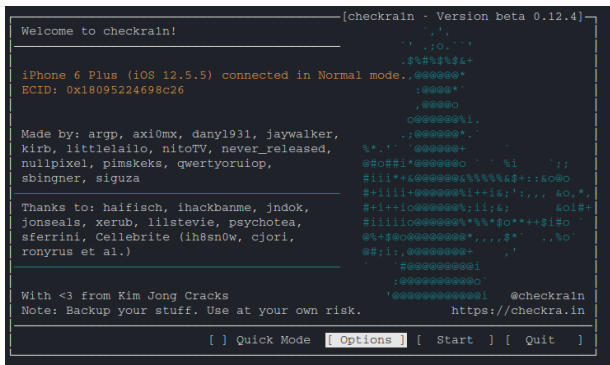 [checkra1n - Version beta 0.12.4]
Welcome to checkra1n!
iPhone 6 Plus (iOS 12.5.5) connected in Normal mode.
ECID: 0x18095224698c26
Made by: argp, axi0mx, danyl931, jaywalker,
kirb, littlelailo, nitoTV, never_released,
nullpixel, pimskeks, qwertyoruiop,
sbingner, siguza
Thanks to: haifisch, ihackbanme, jndok,
jonseals, xerub, lilstevie, psychotea,
sferrini, Cellebrite (ih8sn0w, cjori,
ronyrus et al.)
With <3 from Kim Jong Cracks @checkra1n
Note: Backup your stuff. Use at your own risk. https://checkra.in
[ ] Quick Mode [ Options ] [ Start ] [ Quit ]